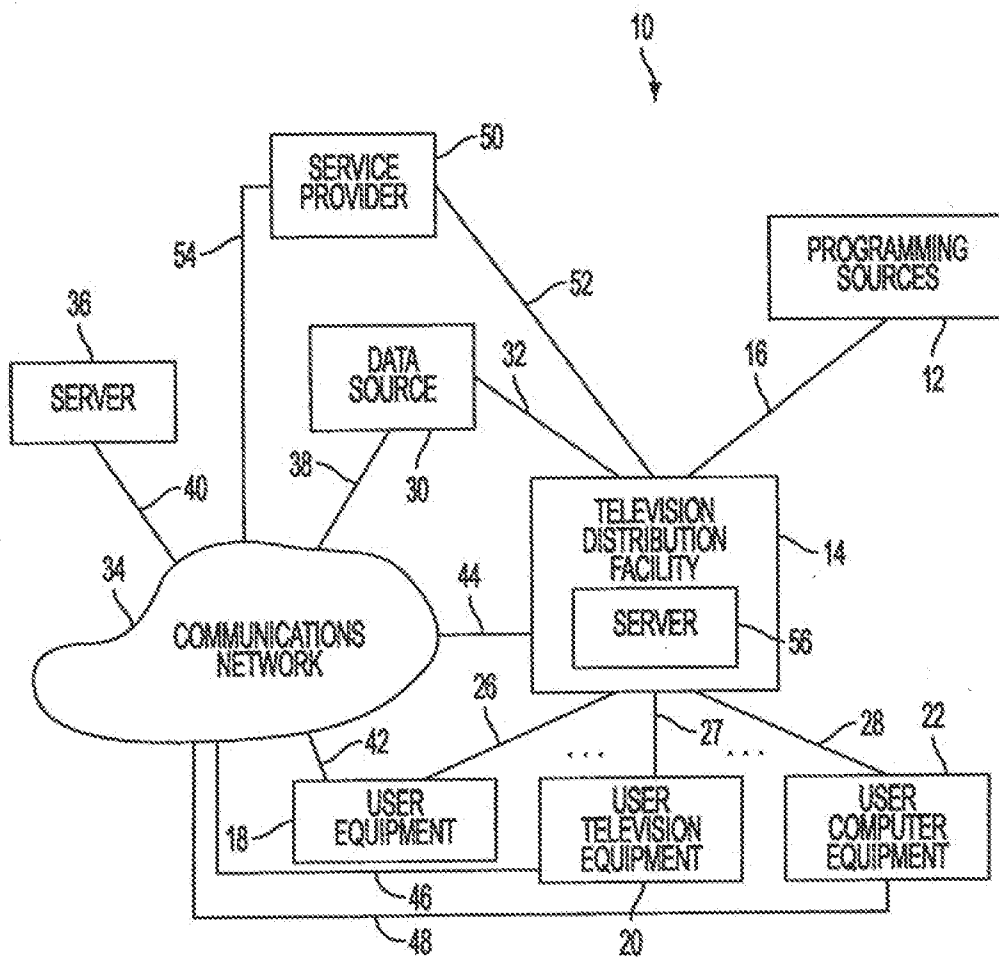 10
SERVICE
PROVIDER
50
54
52
PROGRAMMING
SOURCES
12
36
SERVER
DATA
SOURCE
32
16
38
30
40
TELEVISION
DISTRIBUTION
FACILITY
14
34
COMMUNICATIONS
NETWORK
44
SERVER
56
26
42
...
27
...
28
22
18
USER
EQUIPMENT
USER
TELEVISION
EQUIPMENT
USER
COMPUTER
EQUIPMENT
46
20
48